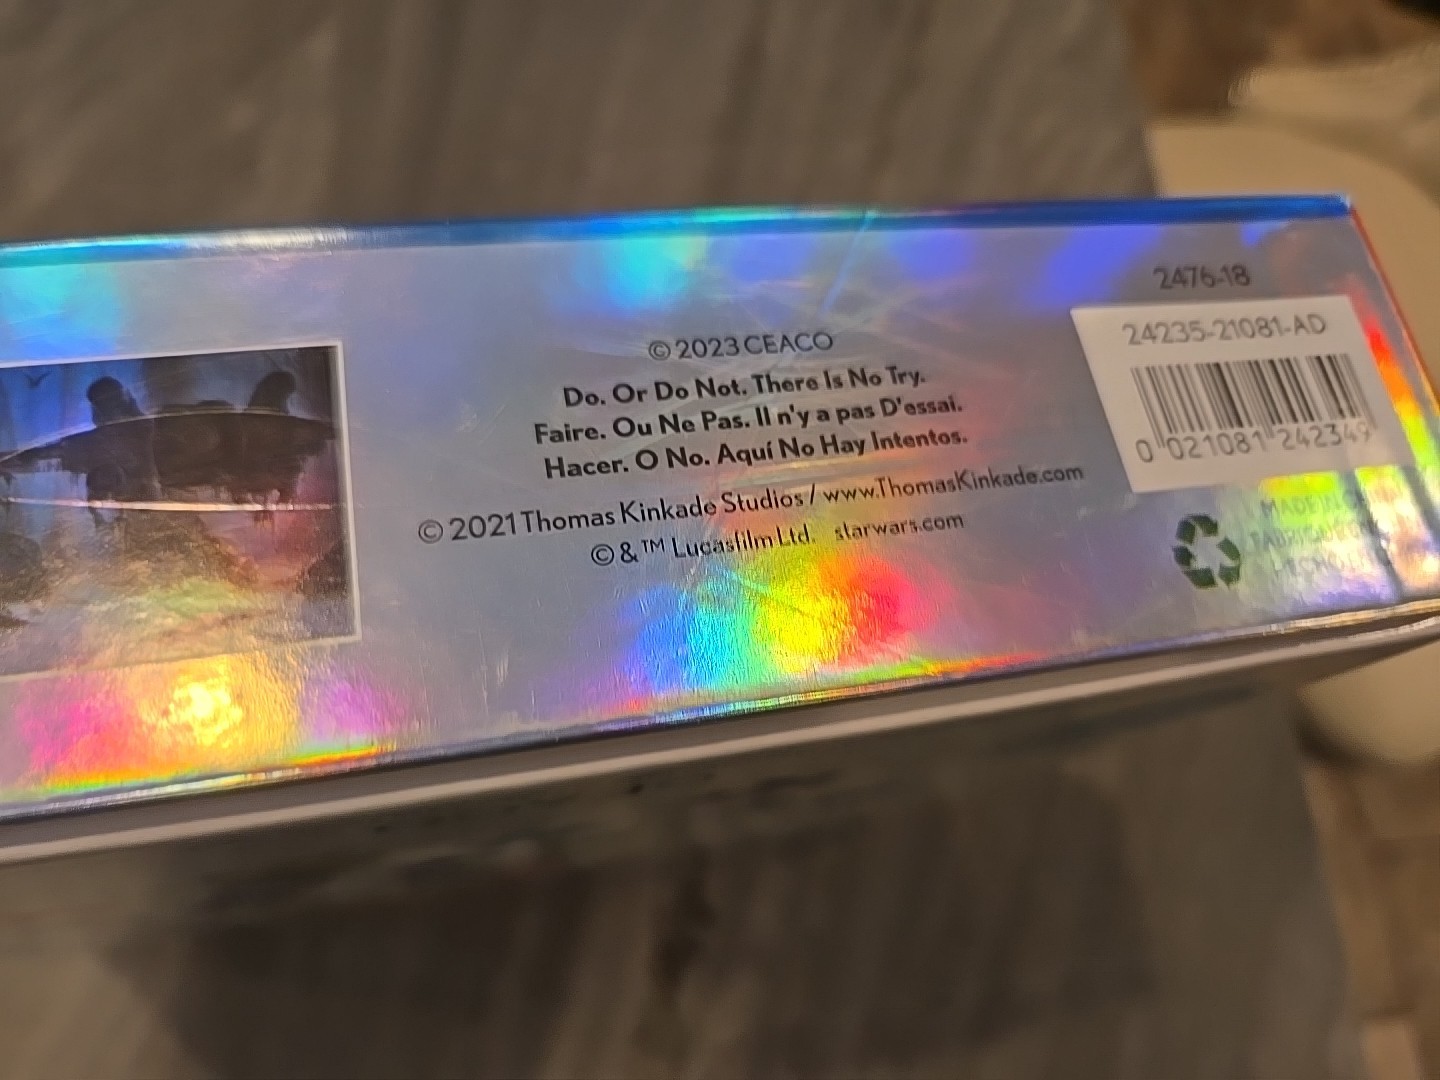 2476-18
24235-21081-AD
0 021081 242349
© 2023 CEACO
Do. Or Do Not. There Is No Try.
Faire. Ou Ne Pas. Il n'y a pas D'essai.
Hacer. O No. Aquí No Hay Intentos.
© 2021 Thomas Kinkade Studios / www.ThomasKinkade.com
© & ™ Lucasfilm Ltd. starwars.com
MADE IN